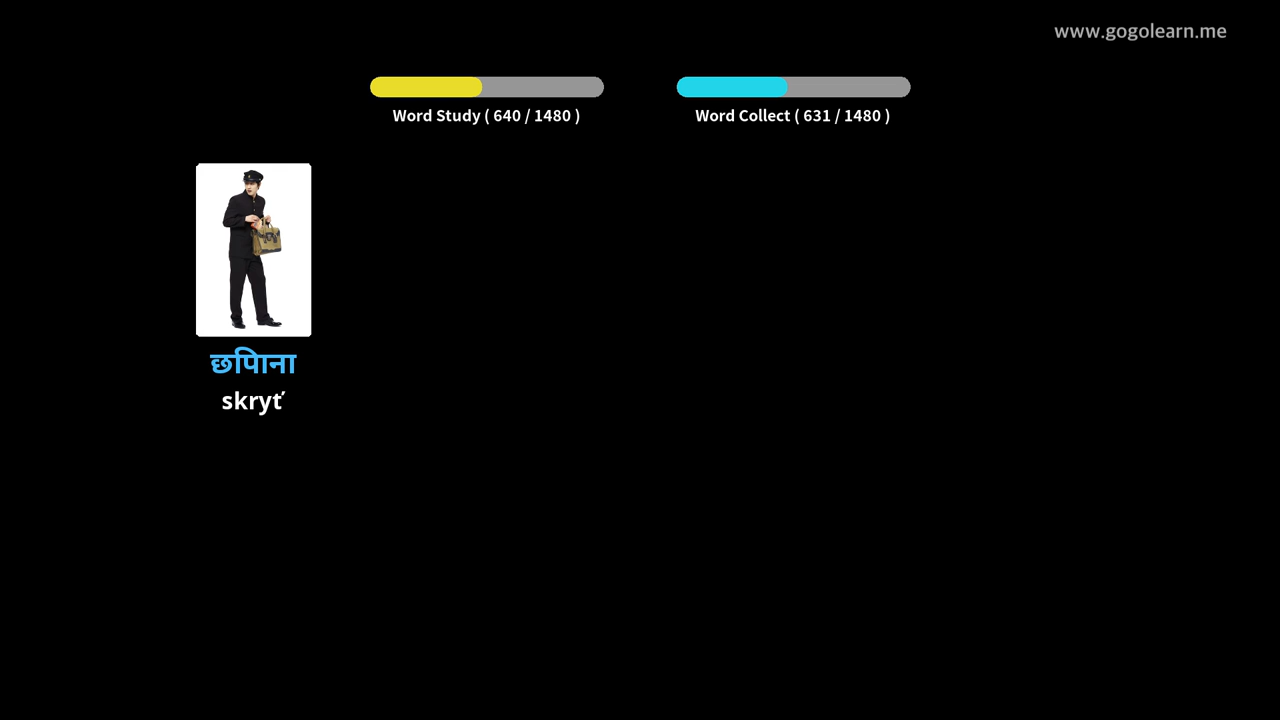 www.gogolearn.me
Word Study ( 640 / 1480 )
Word Collect ( 631 / 1480 )
छिपाना
skryť